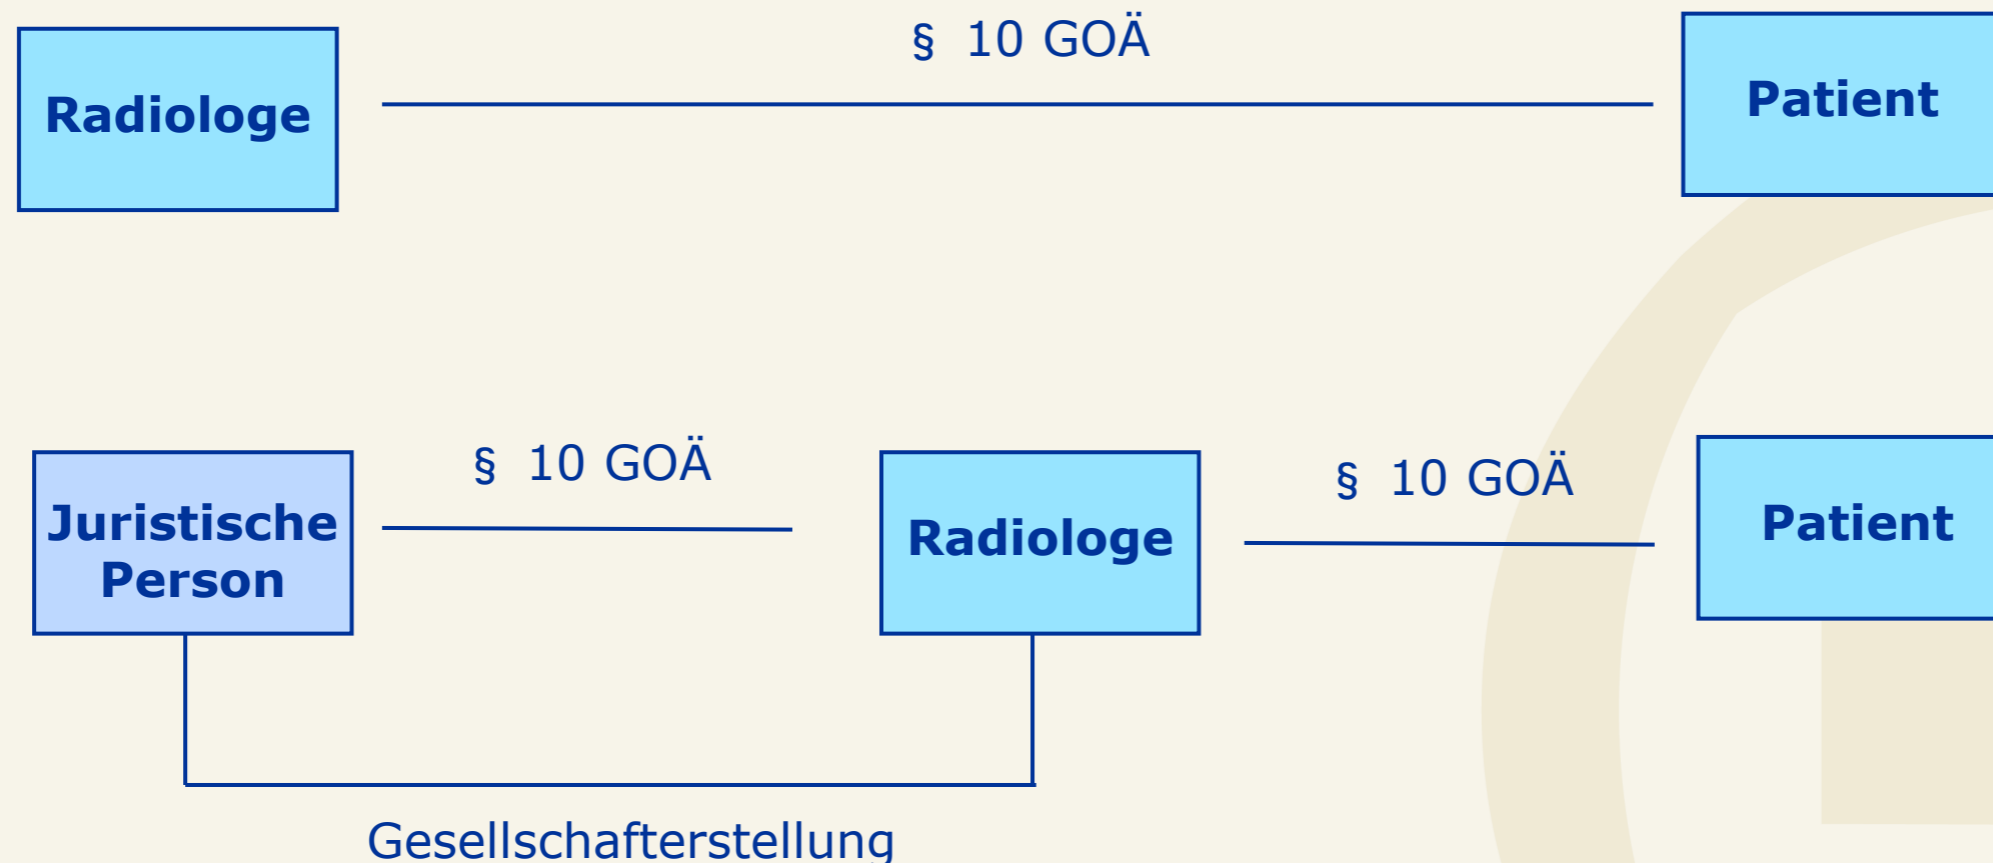 § 10 GOÄ
Radiologe
Patient
§ 10 GOÄ
§ 10 GOÄ
Juristische
Person
Radiologe
Patient
Gesellschafterstellung